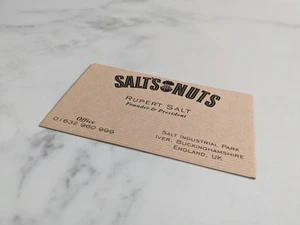 SALTS NUTS
Rupert Salt
Founder & President
Office
01632 960 999
Salt Industrial Park
Iver, Buckinghamshire
England, UK